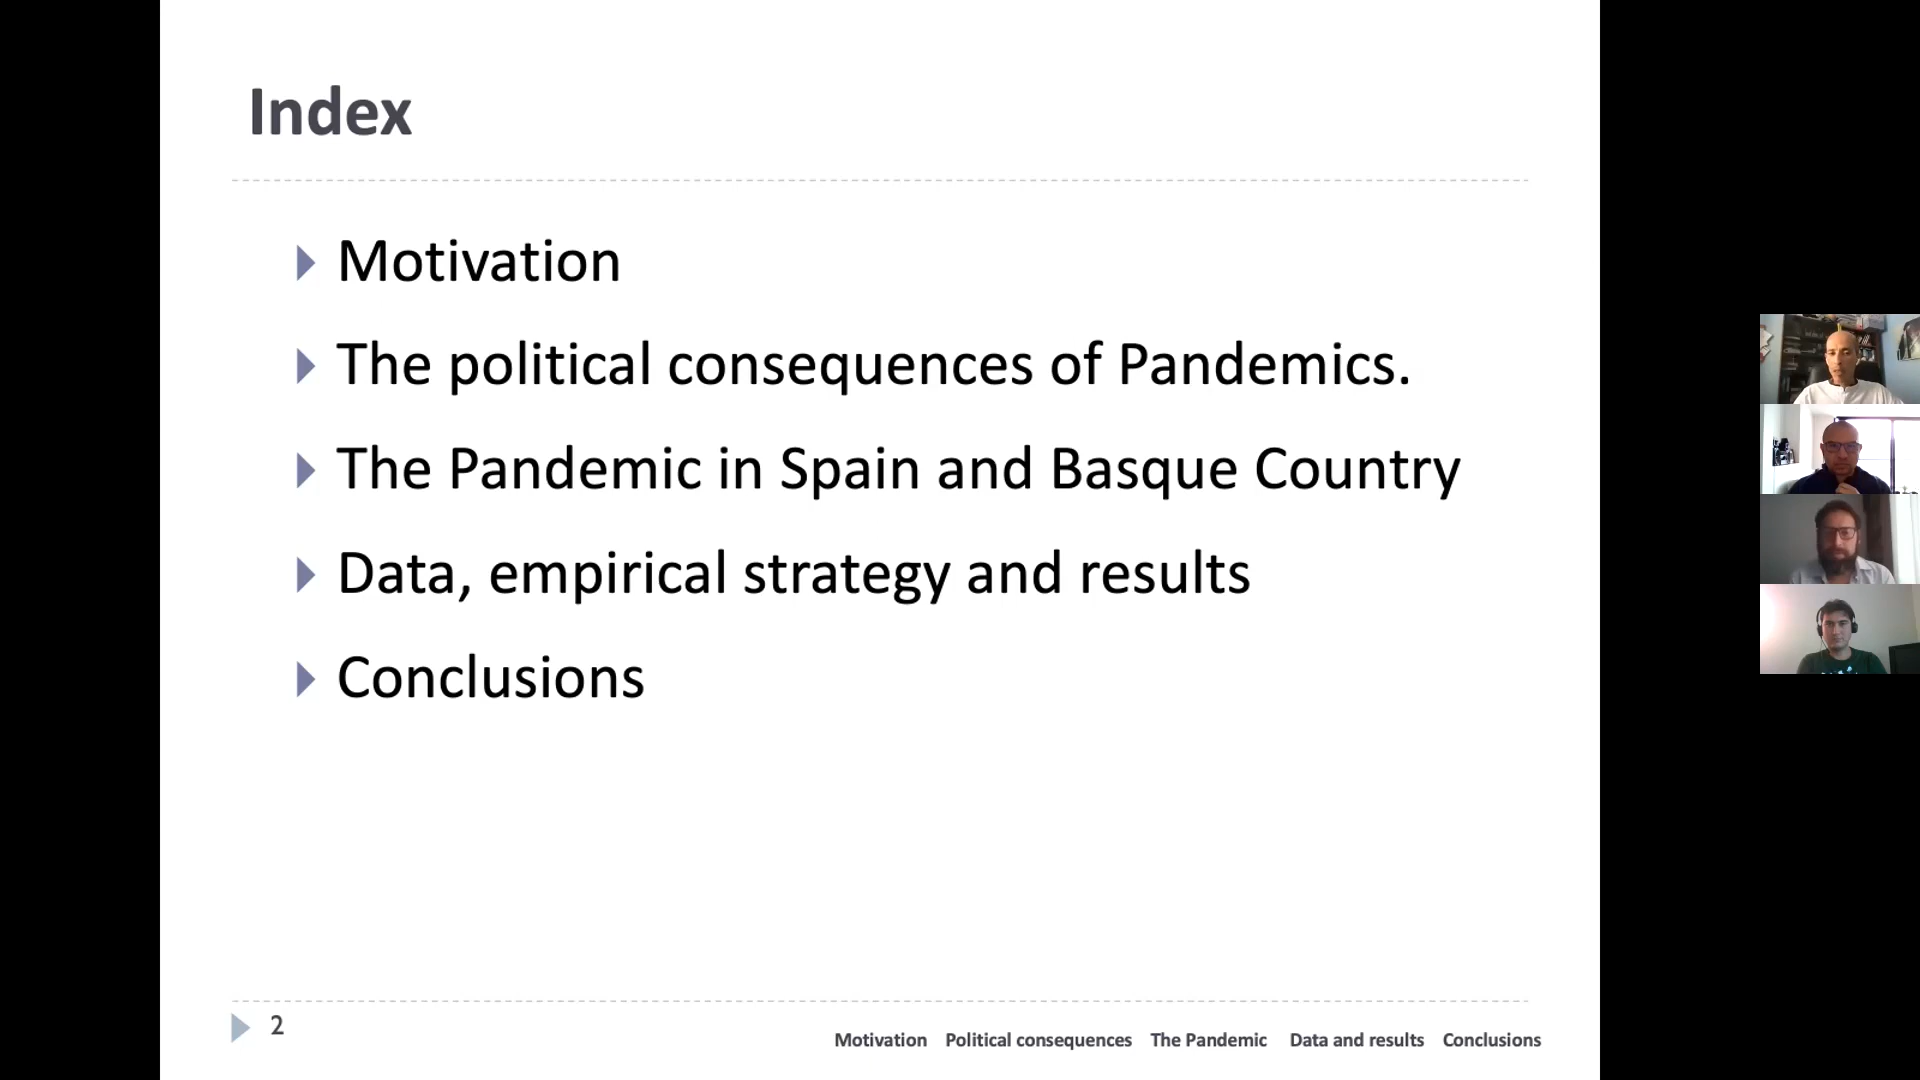 Index
Motivation
The political consequences of Pandemics.
The Pandemic in Spain and Basque Country
Data, empirical strategy and results
Conclusions
2
Motivation Political consequences The Pandemic Data and results Conclusions